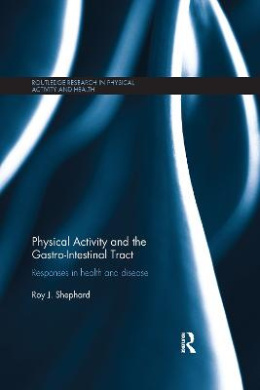 ROUTLEDGE RESEARCH IN PHYSICAL
ACTIVITY AND HEALTH
Physical Activity and the
Gastro-Intestinal Tract
Responses in health and disease
Roy J. Shephard
Routledge